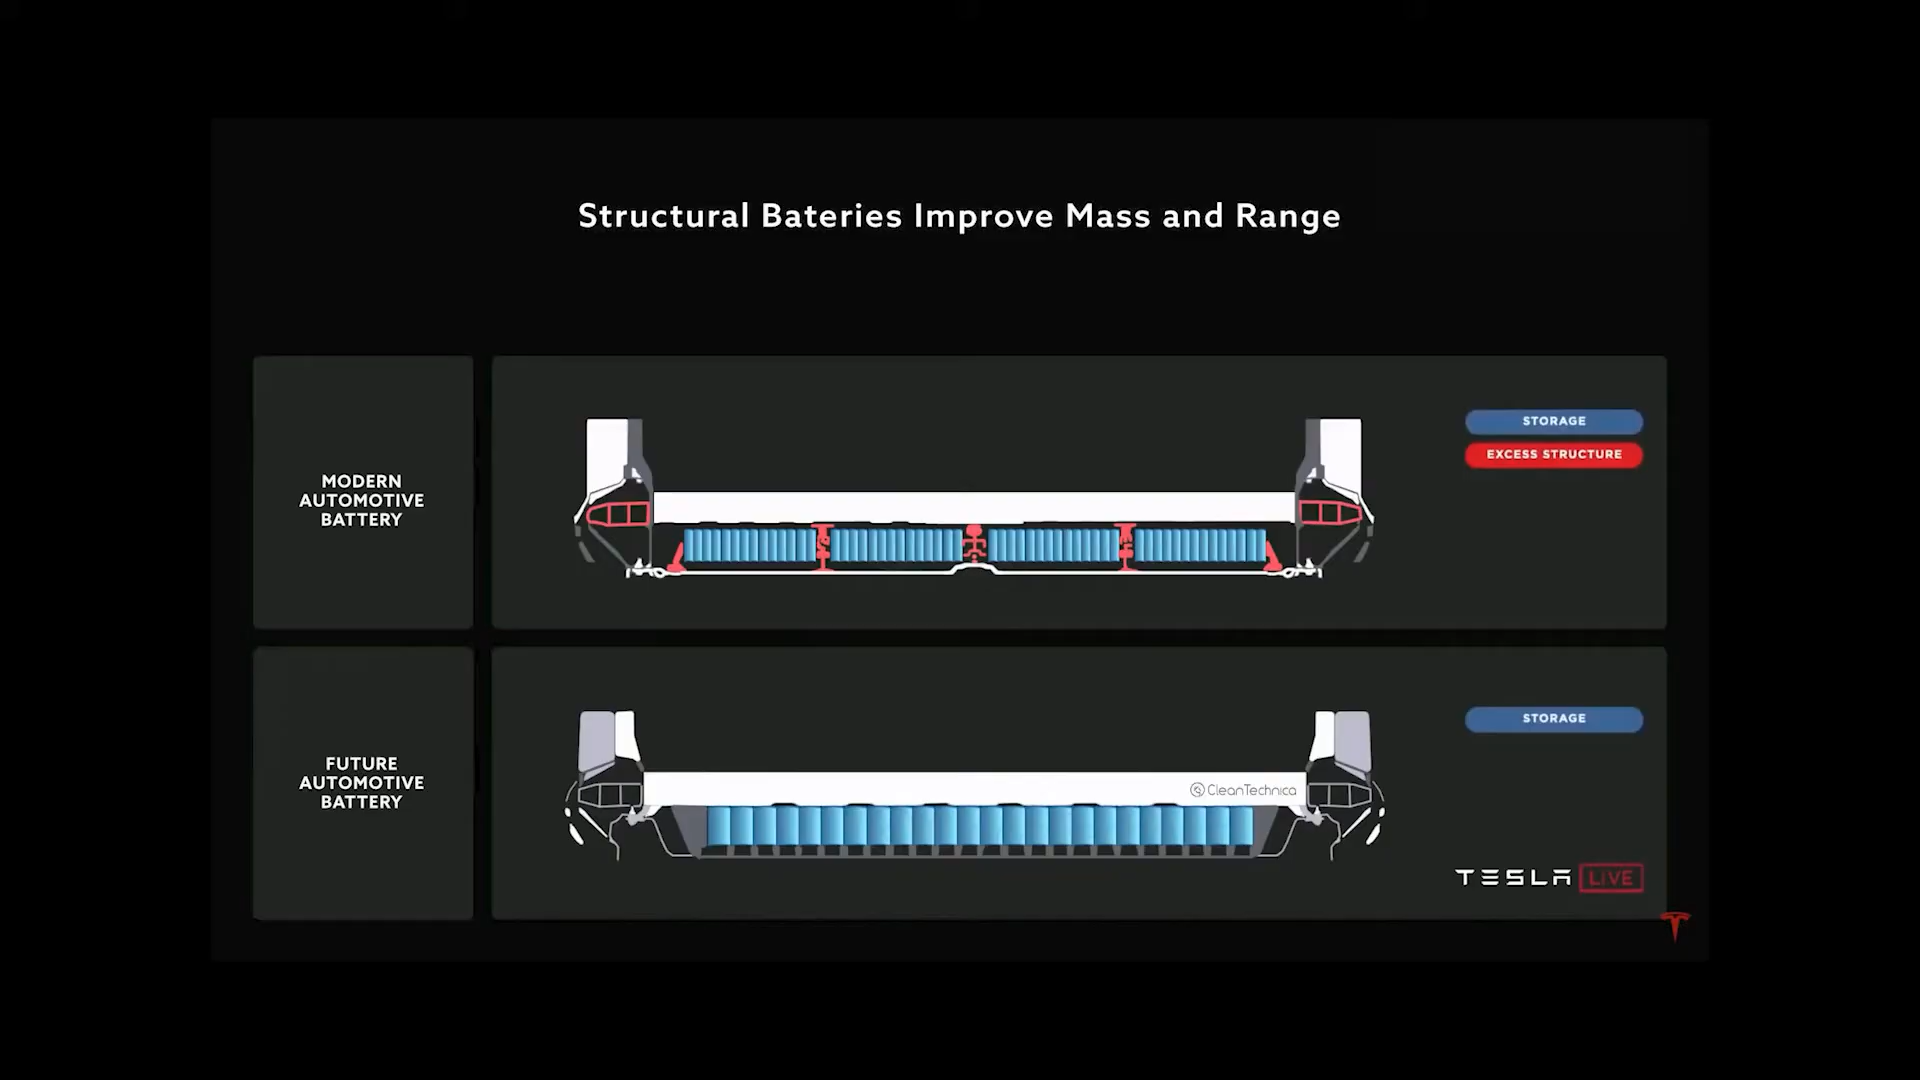 Structural Bateries Improve Mass and Range
MODERN
AUTOMOTIVE
BATTERY
STORAGE
EXCESS STRUCTURE
FUTURE
AUTOMOTIVE
BATTERY
STORAGE
CleanTechnica
TESLA LIVE